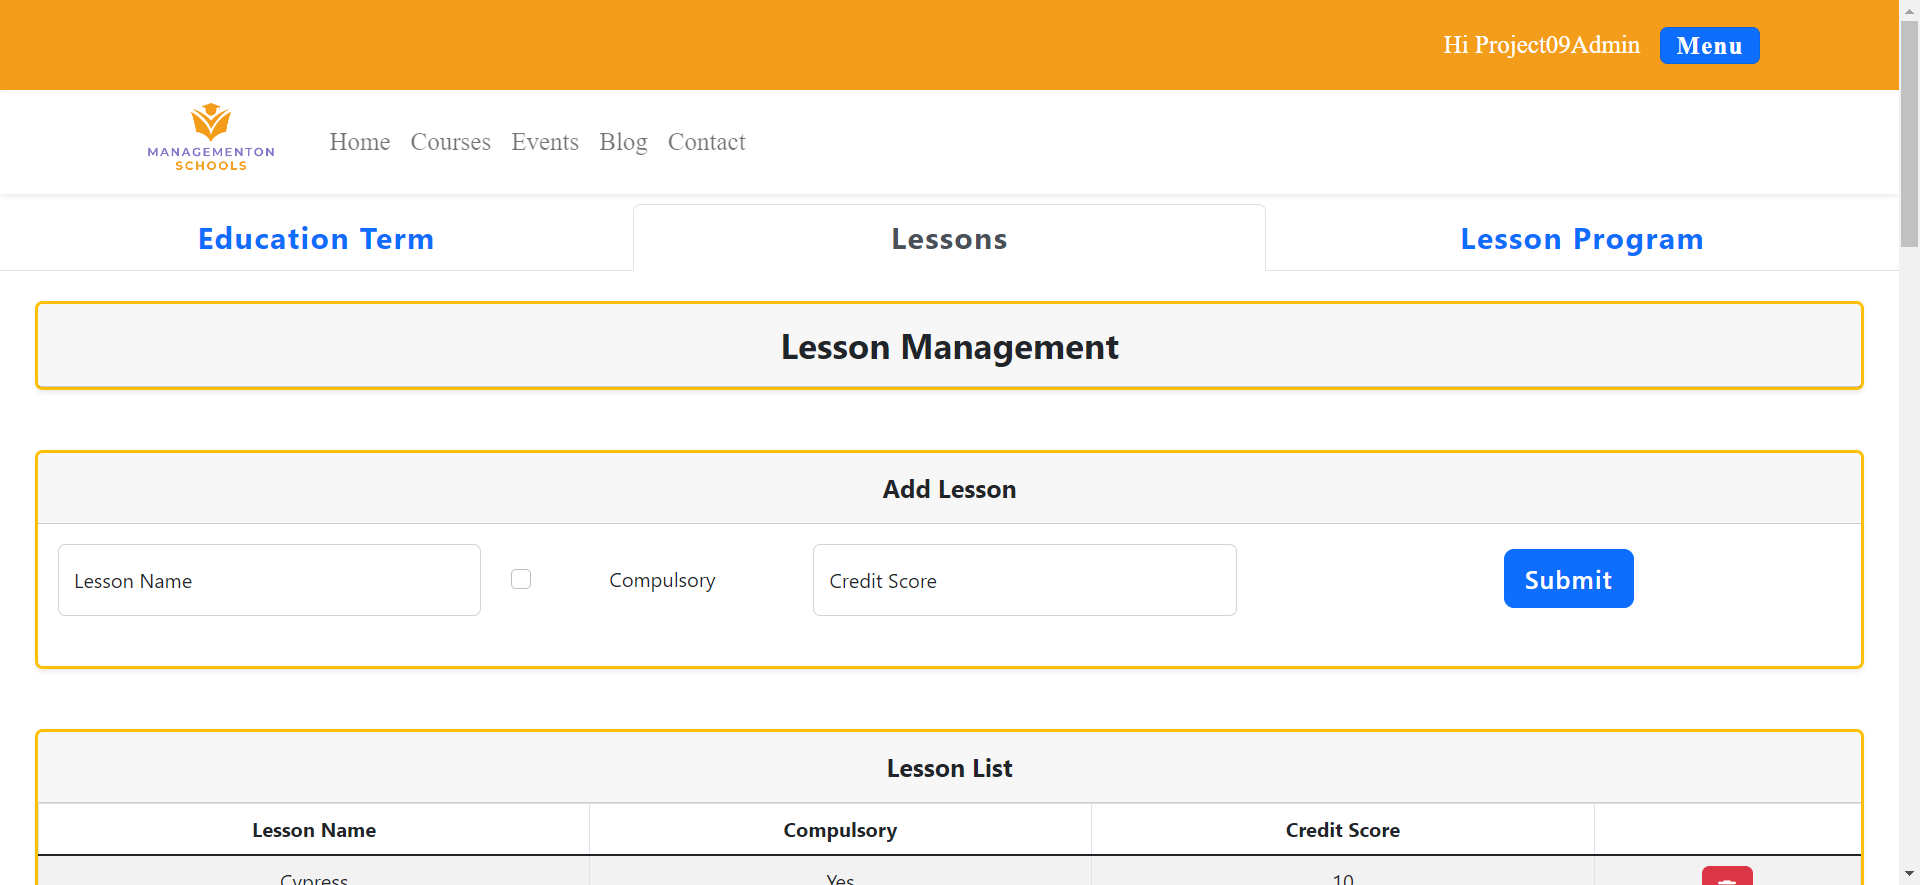 Hi Project09Admin Menu
MANAGEMENTON
SCHOOLS
Home Courses Events Blog Contact
Education Term Lessons Lesson Program
Lesson Management
Add Lesson
Lesson Name Compulsory Credit Score Submit
Lesson List
Lesson Name Compulsory Credit Score
Cypress Yes 10